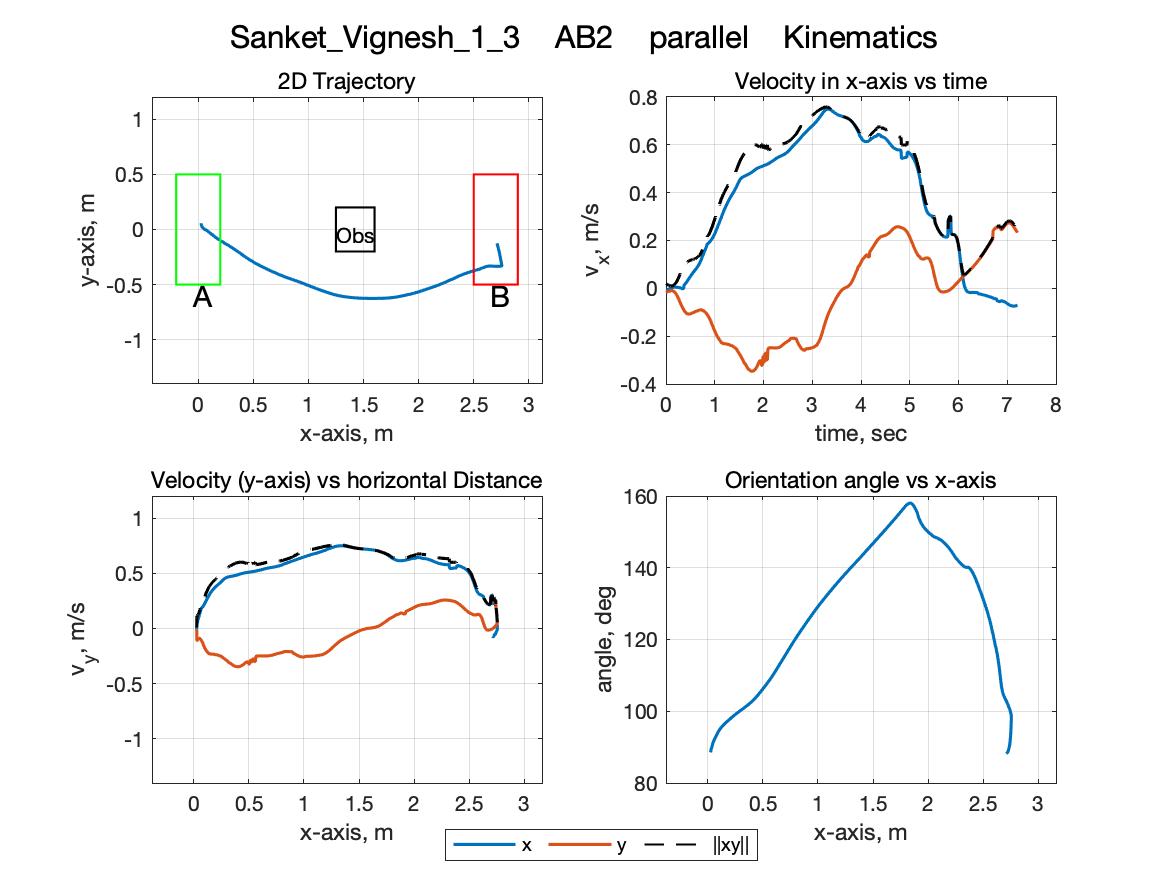 Sanket_Vignesh_1_3 AB2 parallel Kinematics
2D Trajectory
1
0.5
0
-0.5
-1
y-axis, m
Obs
A
B
0 0.5 1 1.5 2 2.5 3
x-axis, m
Velocity in x-axis vs time
0.8
0.6
0.4
0.2
0
-0.2
-0.4
v_x, m/s
0 1 2 3 4 5 6 7 8
time, sec
Velocity (y-axis) vs horizontal Distance
1
0.5
0
-0.5
-1
v_y, m/s
0 0.5 1 1.5 2 2.5 3
x-axis, m
Orientation angle vs x-axis
160
140
120
100
80
angle, deg
0 0.5 1 1.5 2 2.5 3
x-axis, m
x y ||xy||